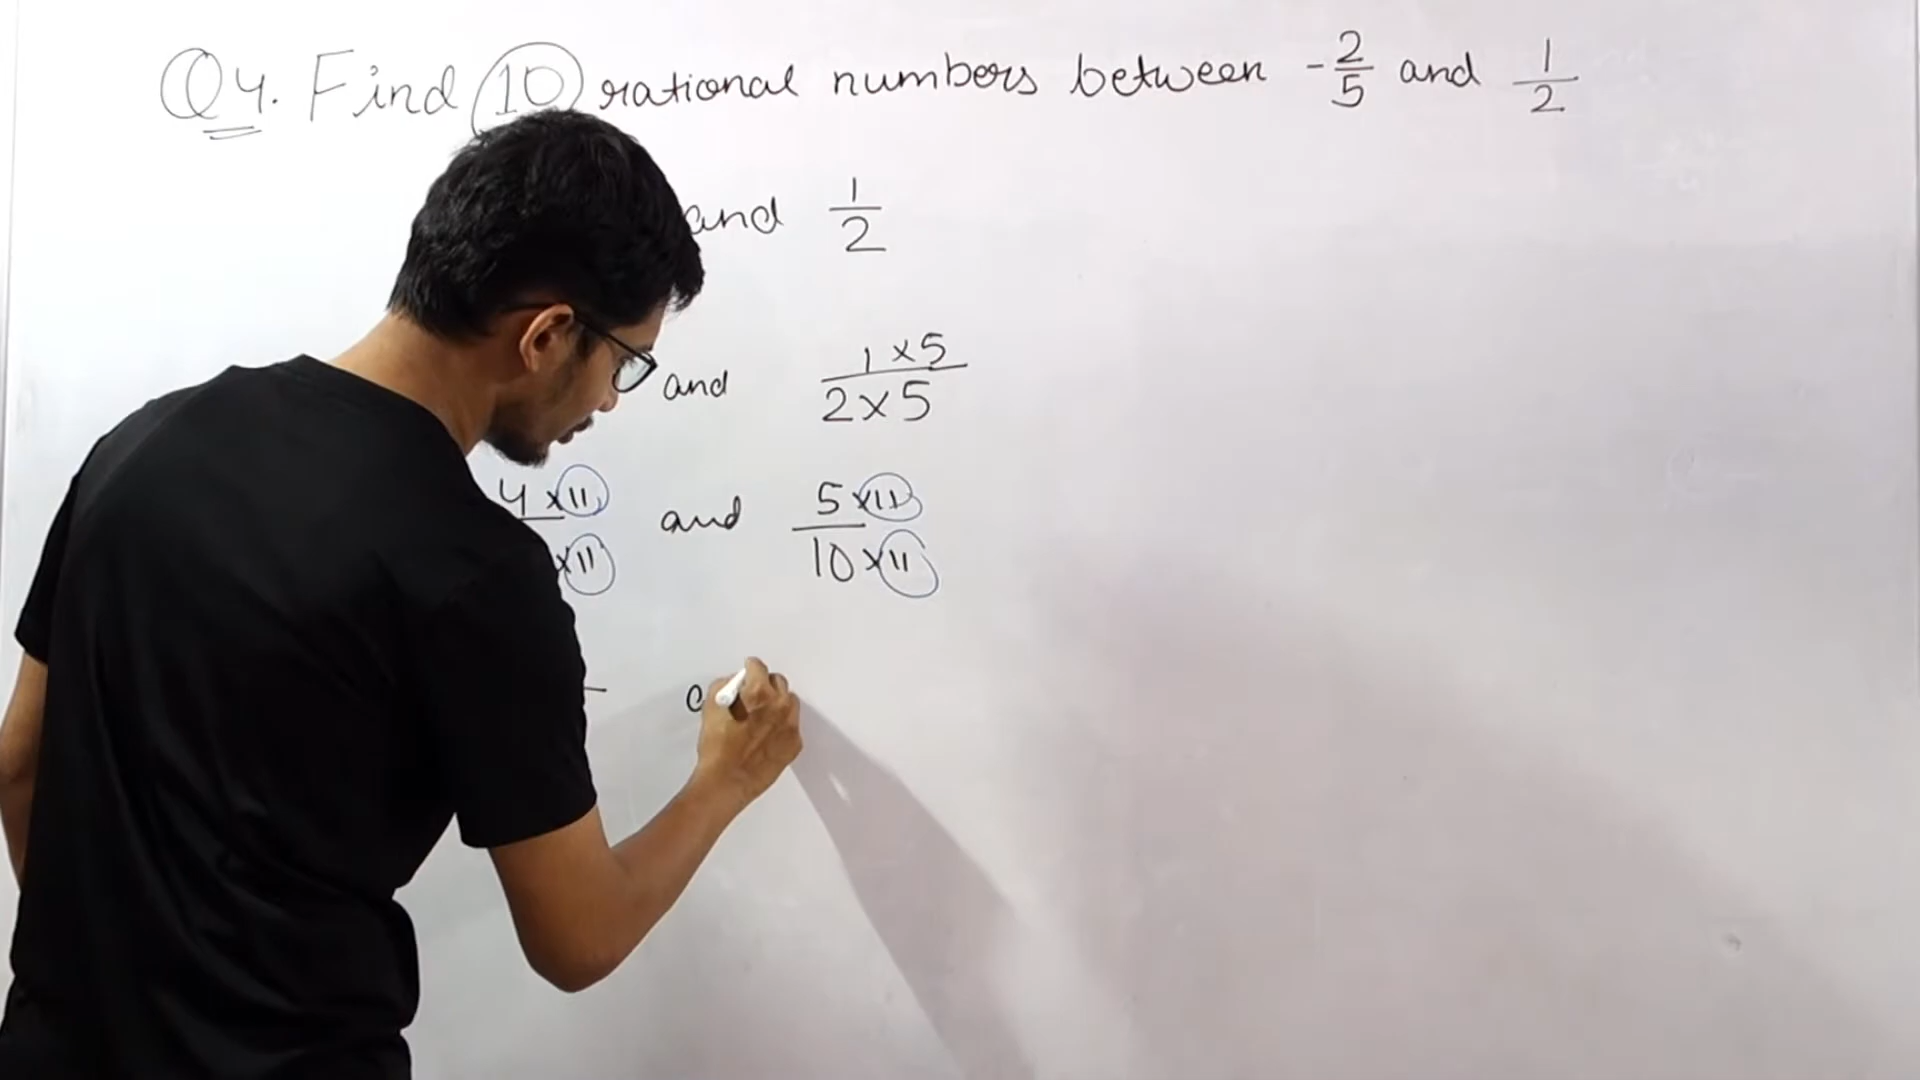 Q4. Find 10 rational numbers between -2/5 and 1/2
and 1/2
and 1×5/2×5
4×11/×11 and 5×11/10×11